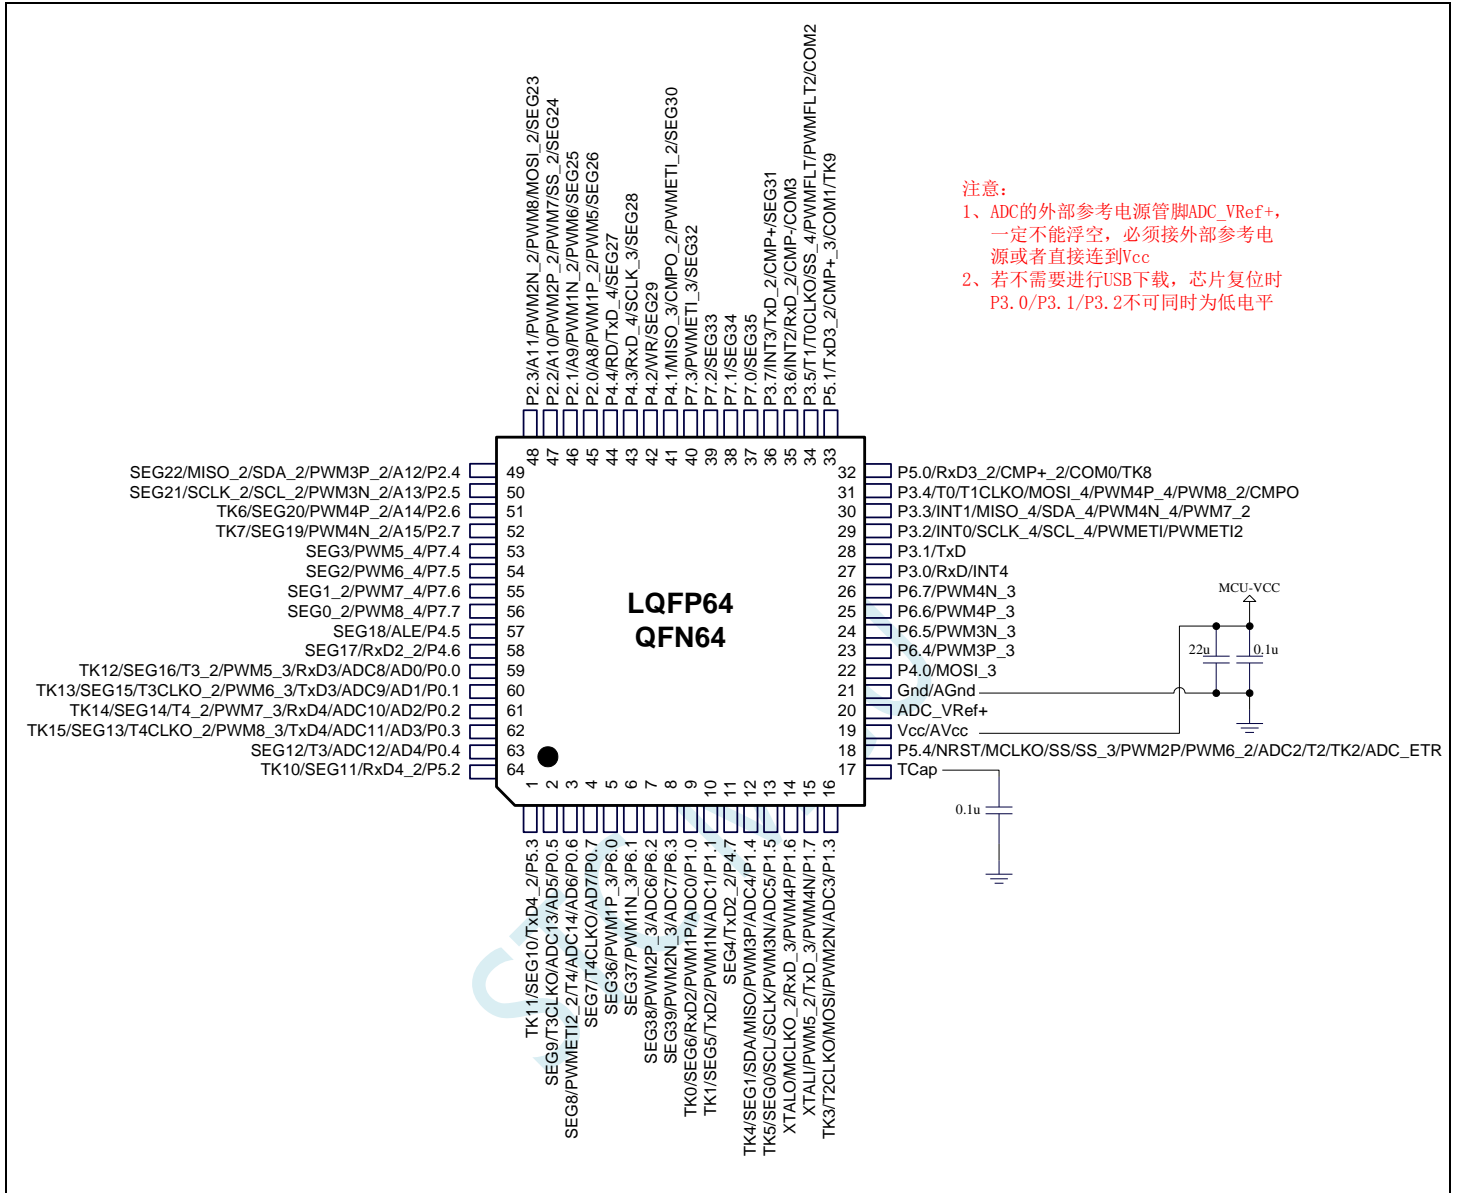 P2.3/A11/PWM2N_2/PWM8/MOSI_2/SEG23
P2.2/A10/PWM2P_2/PWM7/SS_2/SEG24
P2.1/A9/PWM1N_2/PWM6/SEG25
P2.0/A8/PWM1P_2/PWM5/SEG26
P4.4/RD/TxD_4/SEG27
P4.3/RxD_4/SCLK_3/SEG28
P4.2/WR/SEG29
P4.1/MISO_3/CMPO_2/PWMETI_2/SEG30
P7.3/PWMETI_3/SEG32
P7.2/SEG33
P7.1/SEG34
P7.0/SEG35
P3.7/INT3/TxD_2/CMP+/SEG31
P3.6/INT2/RxD_2/CMP-/COM3
P3.5/T1/T0CLKO/SS_4/PWMFLT/PWMFLT2/COM2
P5.1/TxD3_2/CMP+_3/COM1/TK9
注意：
1、ADC的外部参考电源管脚ADC_VRef+，
一定不能浮空，必须接外部参考电
源或者直接连到Vcc
2、若不需要进行USB下载，芯片复位时
P3.0/P3.1/P3.2不可同时为低电平
48 47 46 45 44 43 42 41 40 39 38 37 36 35 34 33
SEG22/MISO_2/SDA_2/PWM3P_2/A12/P2.4 49
SEG21/SCLK_2/SCL_2/PWM3N_2/A13/P2.5 50
TK6/SEG20/PWM4P_2/A14/P2.6 51
TK7/SEG19/PWM4N_2/A15/P2.7 52
SEG3/PWM5_4/P7.4 53
SEG2/PWM6_4/P7.5 54
SEG1_2/PWM7_4/P7.6 55
SEG0_2/PWM8_4/P7.7 56
SEG18/ALE/P4.5 57
SEG17/RxD2_2/P4.6 58
TK12/SEG16/T3_2/PWM5_3/RxD3/ADC8/AD0/P0.0 59
TK13/SEG15/T3CLKO_2/PWM6_3/TxD3/ADC9/AD1/P0.1 60
TK14/SEG14/T4_2/PWM7_3/RxD4/ADC10/AD2/P0.2 61
TK15/SEG13/T4CLKO_2/PWM8_3/TxD4/ADC11/AD3/P0.3 62
SEG12/T3/ADC12/AD4/P0.4 63
TK10/SEG11/RxD4_2/P5.2 64
LQFP64
QFN64
32 P5.0/RxD3_2/CMP+_2/COM0/TK8
31 P3.4/T0/T1CLKO/MOSI_4/PWM4P_4/PWM8_2/CMPO
30 P3.3/INT1/MISO_4/SDA_4/PWM4N_4/PWM7_2
29 P3.2/INT0/SCLK_4/SCL_4/PWMETI/PWMETI2
28 P3.1/TxD
27 P3.0/RxD/INT4
26 P6.7/PWM4N_3
25 P6.6/PWM4P_3
24 P6.5/PWM3N_3
23 P6.4/PWM3P_3
22 P4.0/MOSI_3
21 Gnd/AGnd
20 ADC_VRef+
19 Vcc/AVcc
18 P5.4/NRST/MCLKO/SS/SS_3/PWM2P/PWM6_2/ADC2/T2/TK2/ADC_ETR
17 TCap
MCU-VCC
22u
0.1u
0.1u
1 2 3 4 5 6 7 8 9 10 11 12 13 14 15 16
TK11/SEG10/TxD4_2/P5.3
SEG9/T3CLKO/ADC13/AD5/P0.5
SEG8/PWMETI2_2/T4/ADC14/AD6/P0.6
SEG7/T4CLKO/AD7/P0.7
SEG36/PWM1P_3/P6.0
SEG37/PWM1N_3/P6.1
SEG38/PWM2P_3/ADC6/P6.2
SEG39/PWM2N_3/ADC7/P6.3
TK0/SEG6/RxD2/PWM1P/ADC0/P1.0
TK1/SEG5/TxD2/PWM1N/ADC1/P1.1
SEG4/TxD2_2/P4.7
TK4/SEG1/SDA/MISO/PWM3P/ADC4/P1.4
TK5/SEG0/SCL/SCLK/PWM3N/ADC5/P1.5
XTALO/MCLKO_2/RxD_3/PWM4P/P1.6
XTALI/PWM5_2/TxD_3/PWM4N/P1.7
TK3/T2CLKO/MOSI/PWM2N/ADC3/P1.3